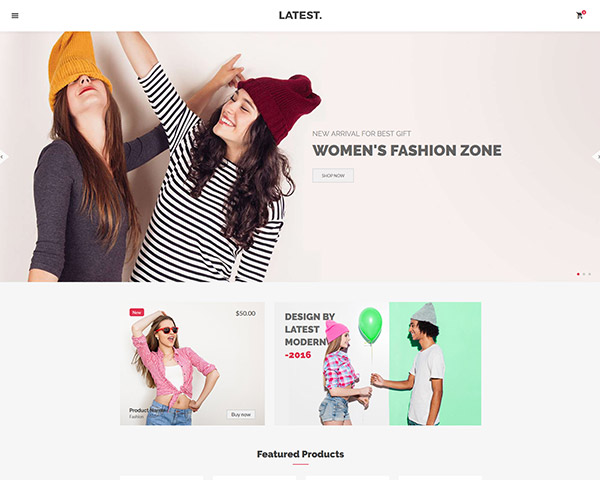 LATEST.
NEW ARRIVAL FOR BEST GIFT
WOMEN'S FASHION ZONE
SHOP NOW
New
$50.00
Product Name
Fashion
Buy now
DESIGN BY
LATEST
MODERN
-2016
Featured Products